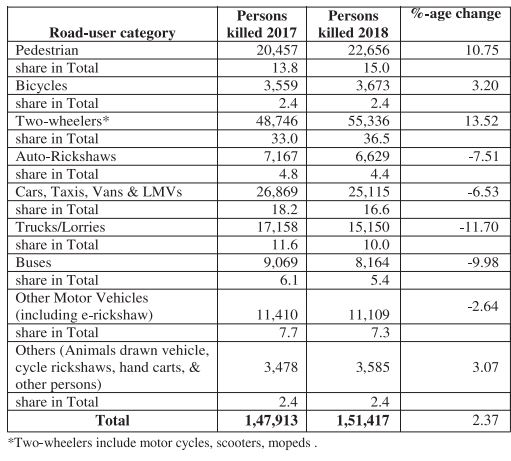 Road-user category Persons killed 2017 Persons killed 2018 %-age change
Pedestrian 20,457 22,656 10.75
share in Total 13.8 15.0
Bicycles 3,559 3,673 3.20
share in Total 2.4 2.4
Two-wheelers* 48,746 55,336 13.52
share in Total 33.0 36.5
Auto-Rickshaws 7,167 6,629 -7.51
share in Total 4.8 4.4
Cars, Taxis, Vans & LMVs 26,869 25,115 -6.53
share in Total 18.2 16.6
Trucks/Lorries 17,158 15,150 -11.70
share in Total 11.6 10.0
Buses 9,069 8,164 -9.98
share in Total 6.1 5.4
Other Motor Vehicles
(including e-rickshaw) 11,410 11,109 -2.64
share in Total 7.7 7.3
Others (Animals drawn vehicle,
cycle rickshaws, hand carts, & 3,478 3,585 3.07
other persons)
share in Total 2.4 2.4
Total 1,47,913 1,51,417 2.37
*Two-wheelers include motor cycles, scooters, mopeds .